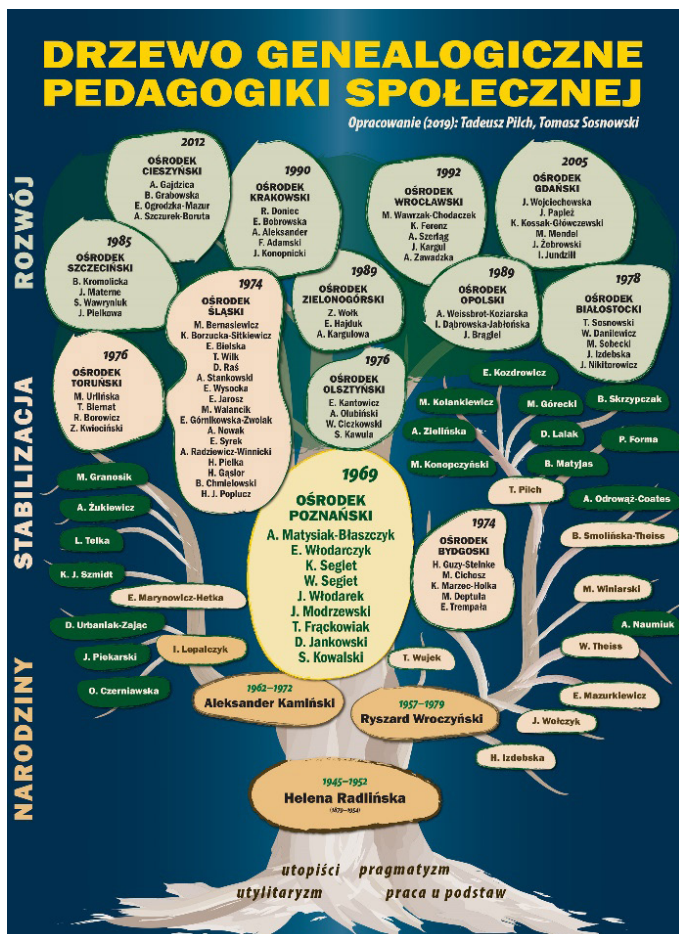 DRZEWO GENEALOGICZNE
PEDAGOGIKI SPOŁECZNEJ
Opracowanie (2019): Tadeusz Pilch, Tomasz Sosnowski
ROZWÓJ
STABILIZACJA
NARODZINY
2012
OŚRODEK
CIESZYŃSKI
A. Gajdzica
B. Grabowska
E. Ogrodzka-Mazur
A. Szczurek-Boruta
1990
OŚRODEK
KRAKOWSKI
R. Doniec
E. Bobrowska
A. Aleksander
F. Adamski
J. Konopnicki
1992
OŚRODEK
WROCŁAWSKI
M. Wawrzak-Chodaczek
K. Ferenz
A. Szerląg
J. Kargul
A. Zawadzka
2005
OŚRODEK
GDAŃSKI
J. Wojciechowska
J. Papież
K. Kossak-Główczewski
M. Mendel
J. Żebrowski
I. Jundziłł
1985
OŚRODEK
SZCZECIŃSKI
B. Kromolicka
J. Materne
S. Wawryniuk
J. Pielkowa
1974
OŚRODEK
ŚLĄSKI
M. Bernasiewicz
K. Borzucka-Sitkiewicz
E. Bielska
T. Wilk
D. Raś
A. Stankowski
E. Wysocka
E. Jarosz
M. Walancik
E. Górnikowska-Zwolak
A. Nowak
E. Syrek
A. Radziewicz-Winnicki
H. Pielka
H. Gąsior
B. Chmielowski
H. J. Poplucz
1989
OŚRODEK
ZIELONOGÓRSKI
Z. Wołk
E. Hajduk
A. Kargulowa
1989
OŚRODEK
OPOLSKI
A. Weissbrot-Koziarska
I. Dąbrowska-Jabłońska
J. Brągiel
1978
OŚRODEK
BIAŁOSTOCKI
T. Sosnowski
W. Danilewicz
M. Sobecki
J. Izdebska
J. Nikitorowicz
1976
OŚRODEK
TORUŃSKI
M. Urlińska
T. Biernat
R. Borowicz
Z. Kwieciński
1976
OŚRODEK
OLSZTYŃSKI
E. Kantowicz
A. Olubiński
W. Ciczkowski
S. Kawula
E. Kozdrowicz
M. Kolankiewicz
M. Górecki
B. Skrzypczak
A. Zielińska
D. Lalak
P. Forma
M. Konopczyński
B. Matyjas
T. Pilch
A. Odrowąż-Coates
M. Granosik
A. Żukiewicz
L. Telka
K. J. Szmidt
E. Marynowicz-Hetka
D. Urbaniak-Zając
I. Lepalczyk
J. Piekarski
O. Czerniawska
1969
OŚRODEK
POZNAŃSKI
A. Matysiak-Błaszczyk
E. Włodarczyk
K. Segiet
W. Segiet
J. Włodarek
J. Modrzewski
T. Frąckowiak
D. Jankowski
S. Kowalski
1974
OŚRODEK
BYDGOSKI
H. Guzy-Steinke
M. Cichosz
K. Marzec-Holka
M. Deptuła
E. Trempała
B. Smolińska-Theiss
M. Winiarski
A. Naumiuk
W. Theiss
T. Wujek
E. Mazurkiewicz
J. Wołczyk
H. Izdebska
1962–1972
Aleksander Kamiński
1957–1979
Ryszard Wroczyński
1945–1952
Helena Radlińska
(1879–1954)
utopiści pragmatyzm
utylitaryzm praca u podstaw